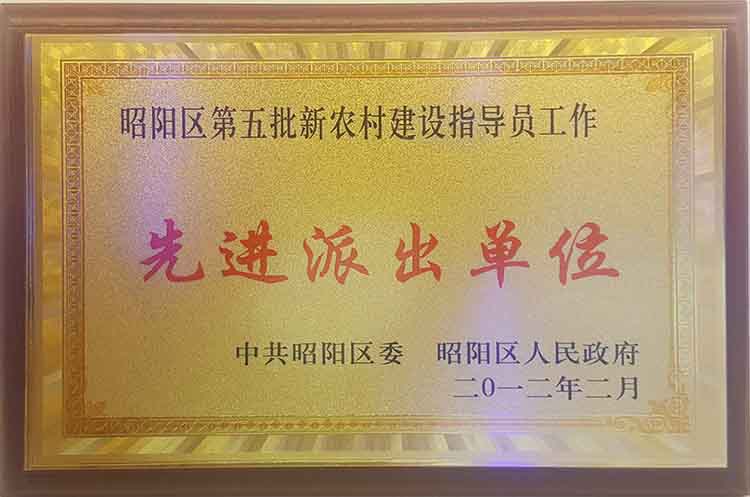 昭阳区第五批新农村建设指导员工作
先进派出单位
中共昭阳区委 昭阳区人民政府
二0一二年二月